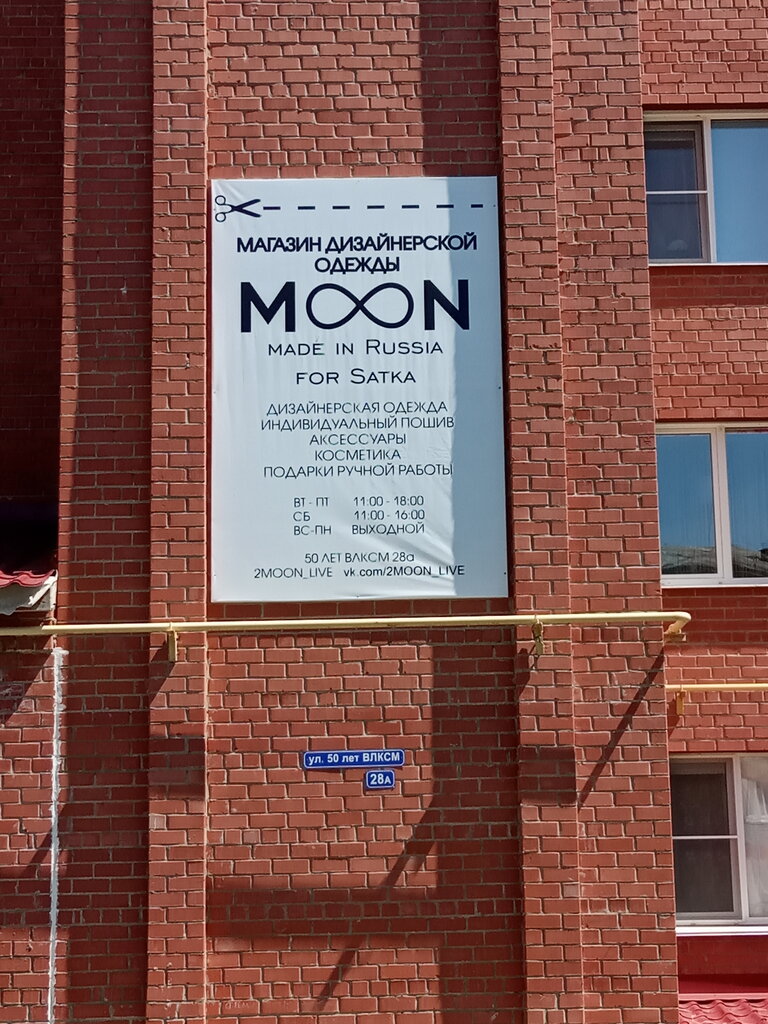 МАГАЗИН ДИЗАЙНЕРСКОЙ
ОДЕЖДЫ
M∞N
MADE IN RUSSIA
FOR SATKA
ДИЗАЙНЕРСКАЯ ОДЕЖДА
ИНДИВИДУАЛЬНЫЙ ПОШИВ
АКСЕССУАРЫ
КОСМЕТИКА
ПОДАРКИ РУЧНОЙ РАБОТЫ
ВТ - ПТ 11:00 - 18:00
СБ 11:00 - 16:00
ВС-ПН ВЫХОДНОЙ
50 ЛЕТ ВЛКСМ 28а
2MOON_LIVE vk.com/2MOON_LIVE
ул. 50 лет ВЛКСМ
28А